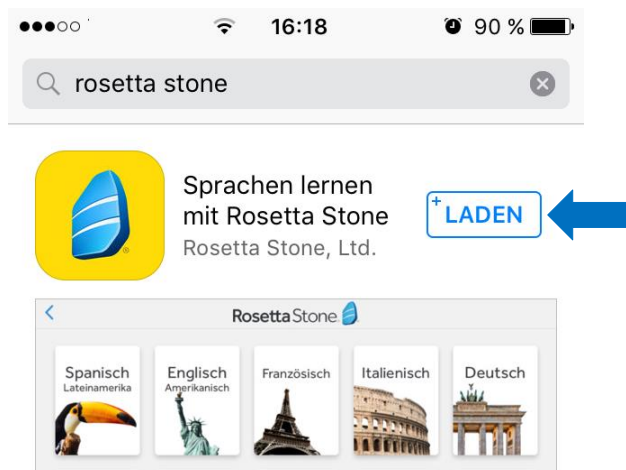 16:18
90 %
rosetta stone
Sprachen lernen
mit Rosetta Stone
Rosetta Stone, Ltd.
+LADEN
RosettaStone
Spanisch
Lateinamerika
Englisch
Amerikanisch
Französisch
Italienisch
Deutsch